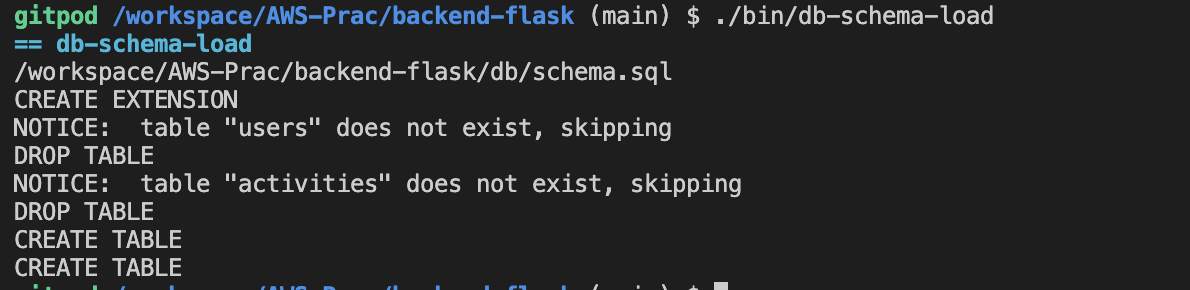 gitpod /workspace/AWS-Prac/backend-flask (main) $ ./bin/db-schema-load
== db-schema-load
/workspace/AWS-Prac/backend-flask/db/schema.sql
CREATE EXTENSION
NOTICE:  table "users" does not exist, skipping
DROP TABLE
NOTICE:  table "activities" does not exist, skipping
DROP TABLE
CREATE TABLE
CREATE TABLE